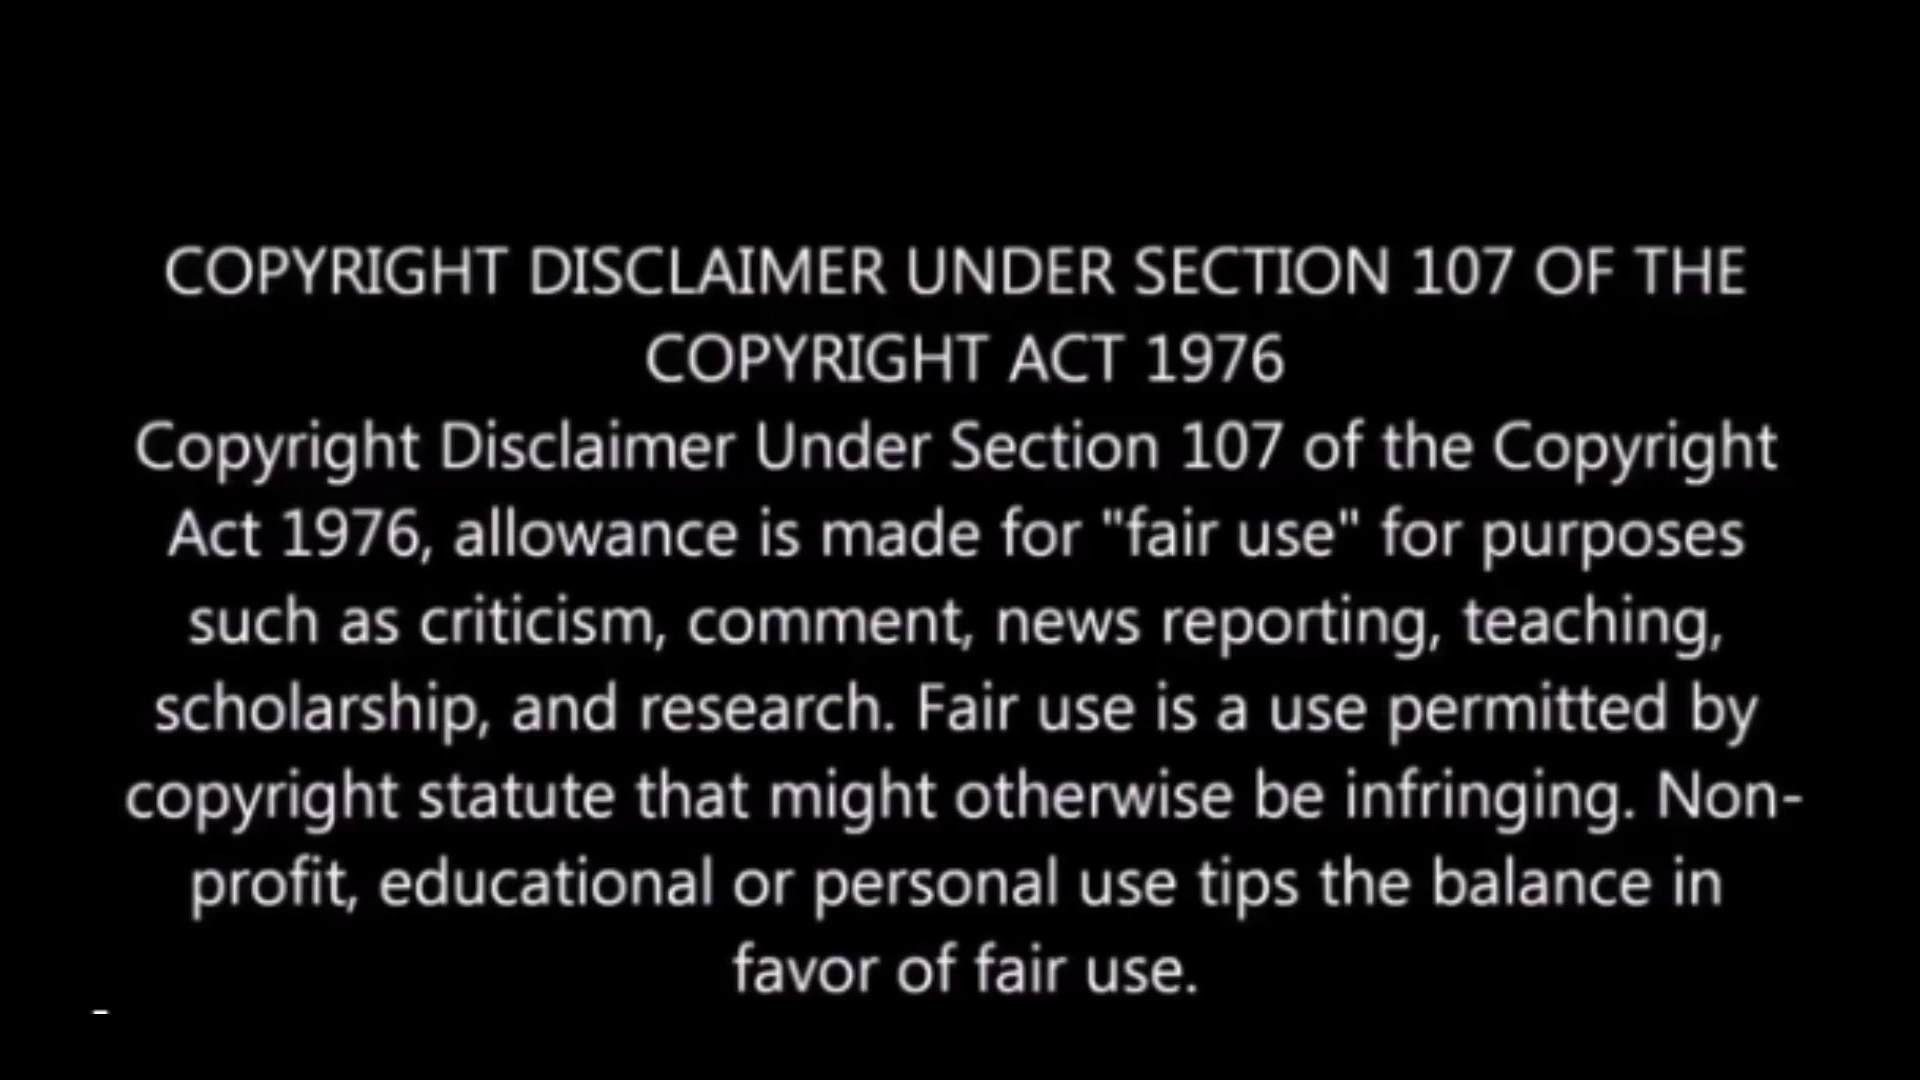 COPYRIGHT DISCLAIMER UNDER SECTION 107 OF THE
COPYRIGHT ACT 1976
Copyright Disclaimer Under Section 107 of the Copyright
Act 1976, allowance is made for "fair use" for purposes
such as criticism, comment, news reporting, teaching,
scholarship, and research. Fair use is a use permitted by
copyright statute that might otherwise be infringing. Non-
profit, educational or personal use tips the balance in
favor of fair use.